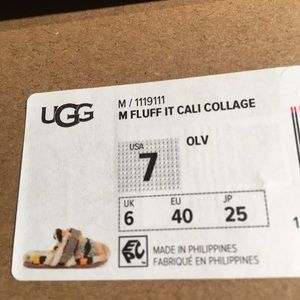 UGG
M / 1119111
M FLUFF IT CALI COLLAGE
USA
7
OLV
UK EU JP
6 40 25
MADE IN PHILIPPINES
FABRIQUÉ EN PHILIPPINES